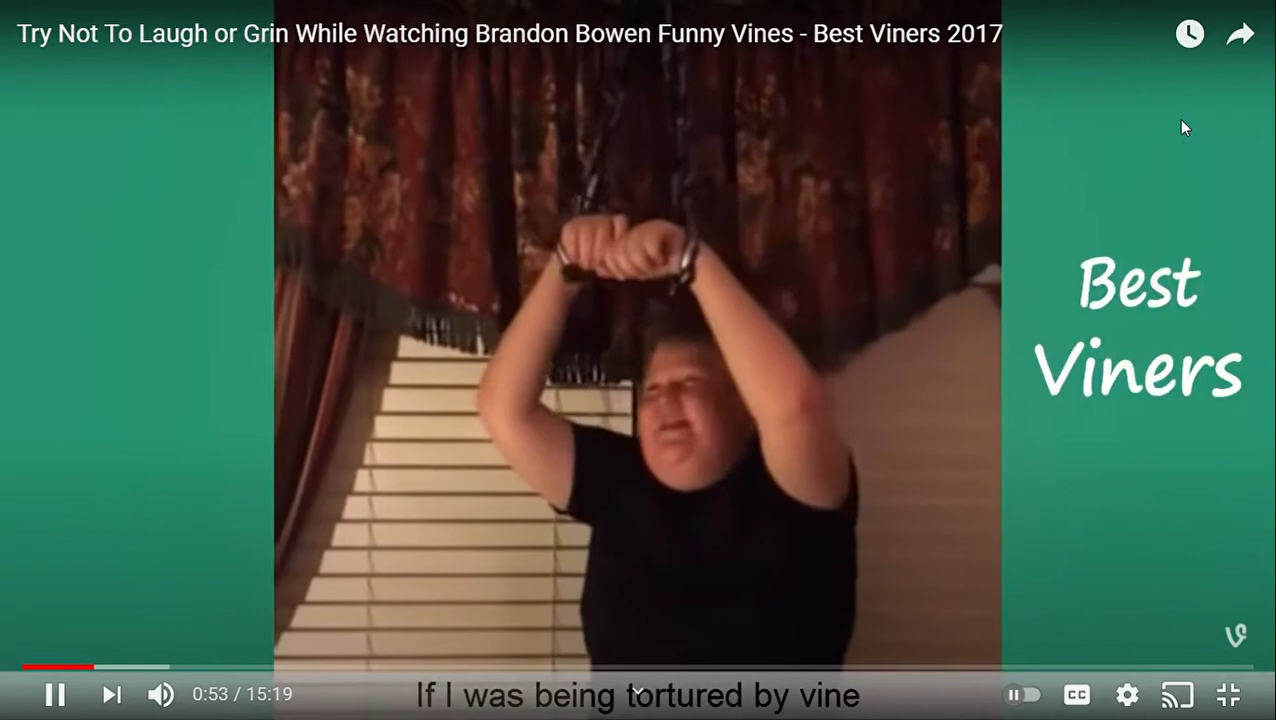 Try Not To Laugh or Grin While Watching Brandon Bowen Funny Vines - Best Viners 2017
Best
Viners
0:53 / 15:19
If I was being tortured by vine
CC